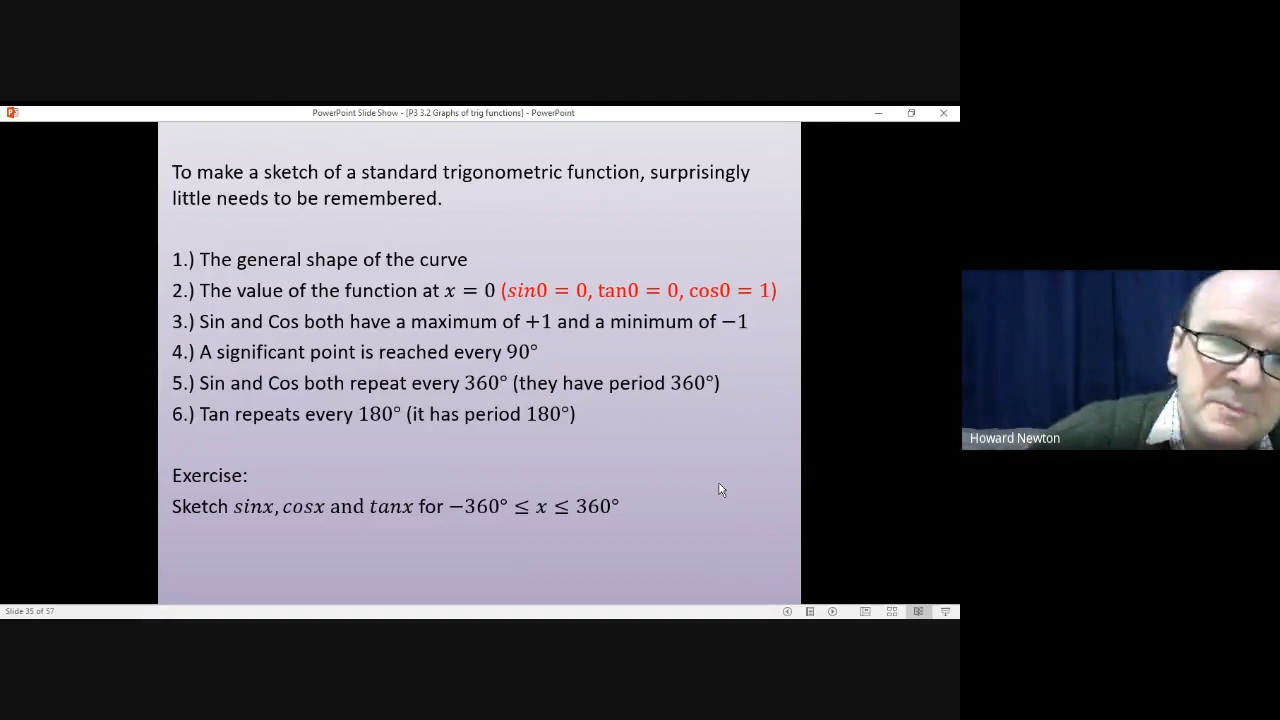 PowerPoint Slide Show - [P3 3.2 Graphs of trig functions] - PowerPoint
To make a sketch of a standard trigonometric function, surprisingly
little needs to be remembered.
1.) The general shape of the curve
2.) The value of the function at x = 0 (sin0 = 0, tan0 = 0, cos0 = 1)
3.) Sin and Cos both have a maximum of +1 and a minimum of −1
4.) A significant point is reached every 90°
5.) Sin and Cos both repeat every 360° (they have period 360°)
6.) Tan repeats every 180° (it has period 180°)
Exercise:
Sketch sinx, cosx and tanx for −360° ≤ x ≤ 360°
Slide 35 of 57
Howard Newton